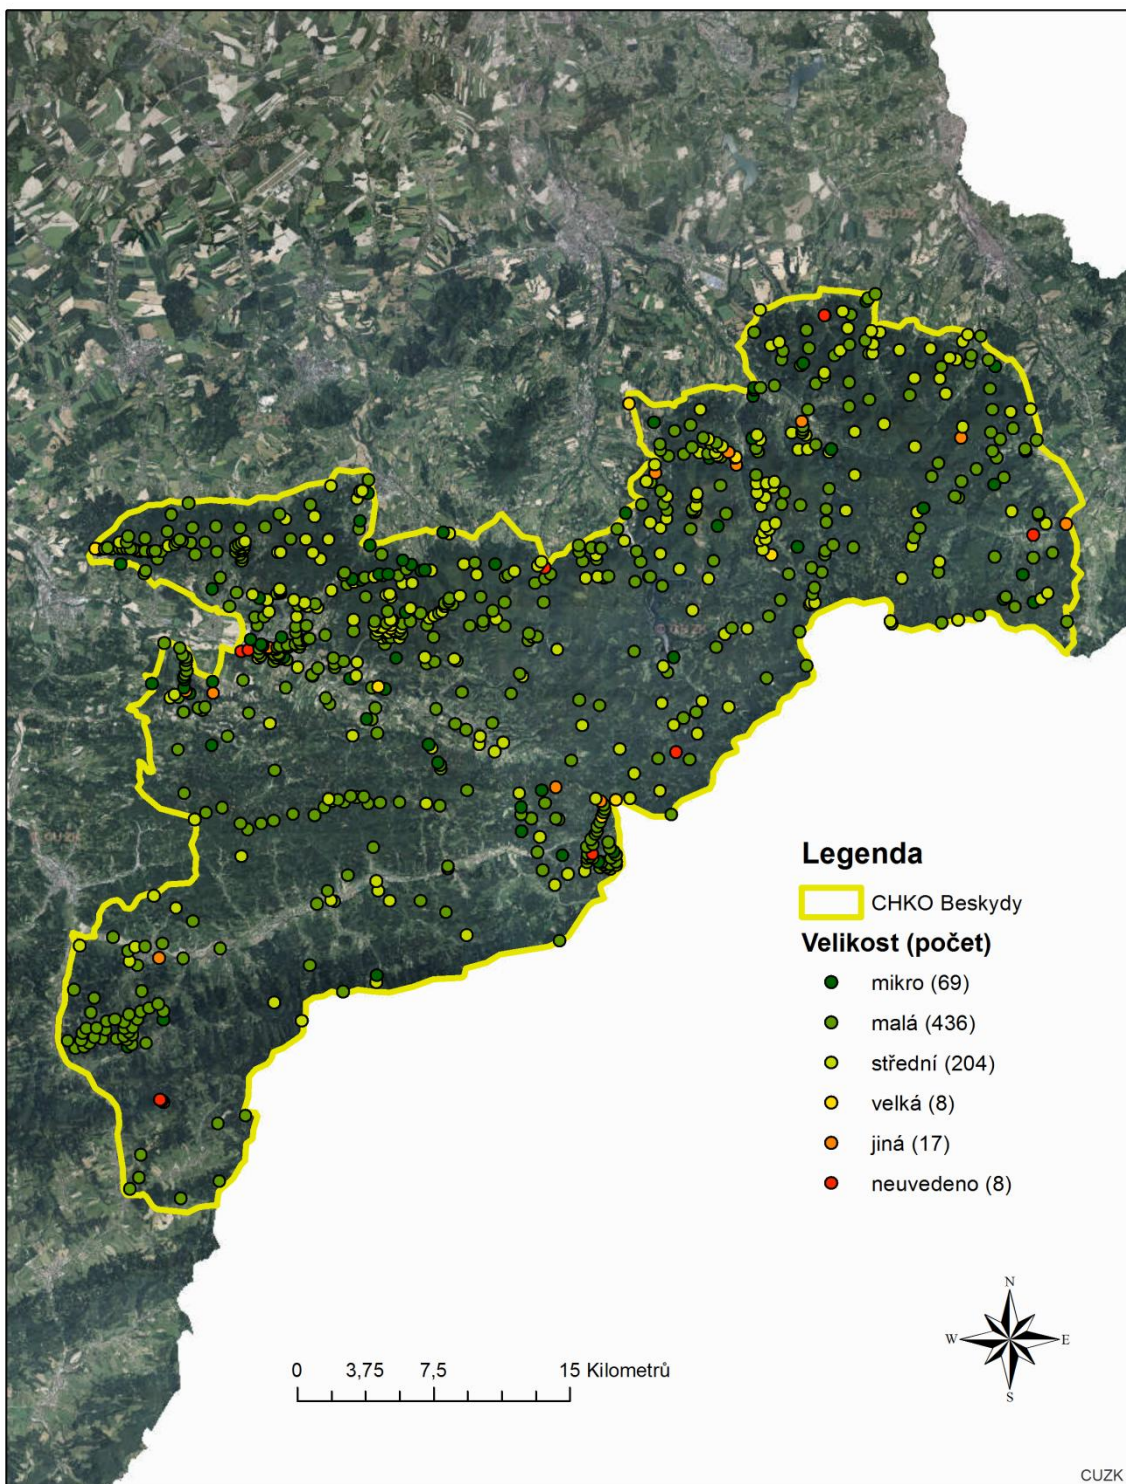 Legenda
CHKO Beskydy
Velikost (počet)
mikro (69)
malá (436)
střední (204)
velká (8)
jiná (17)
neuvedeno (8)
N
W E
S
0 3,75 7,5 15 Kilometrů
CUZK